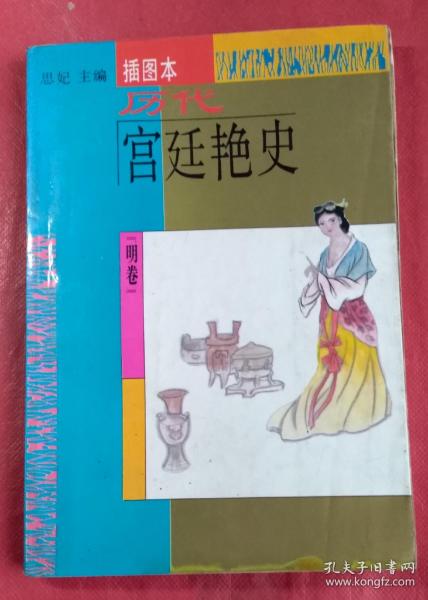 思妃 主编
插图本
历代
宫廷艳史
[明卷]
孔夫子旧书网
www.kongfz.com